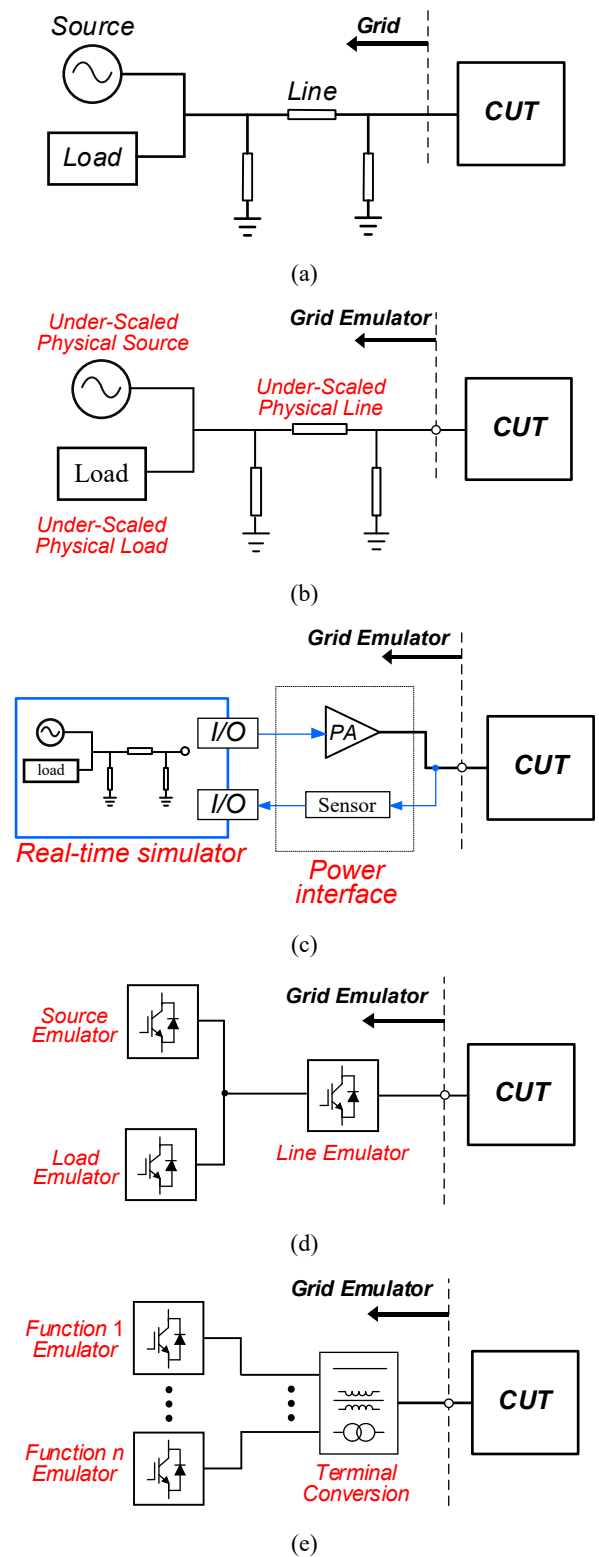 Source
Grid
Line
CUT
Load
(a)
Under-Scaled
Physical Source
Grid Emulator
Under-Scaled
Physical Line
CUT
Load
Under-Scaled
Physical Load
(b)
Grid Emulator
I/O
PA
load
CUT
I/O
Sensor
Real-time simulator
Power
interface
(c)
Source
Emulator
Grid Emulator
CUT
Load
Emulator
Line Emulator
(d)
Grid Emulator
Function 1
Emulator
CUT
Function n
Emulator
Terminal
Conversion
(e)